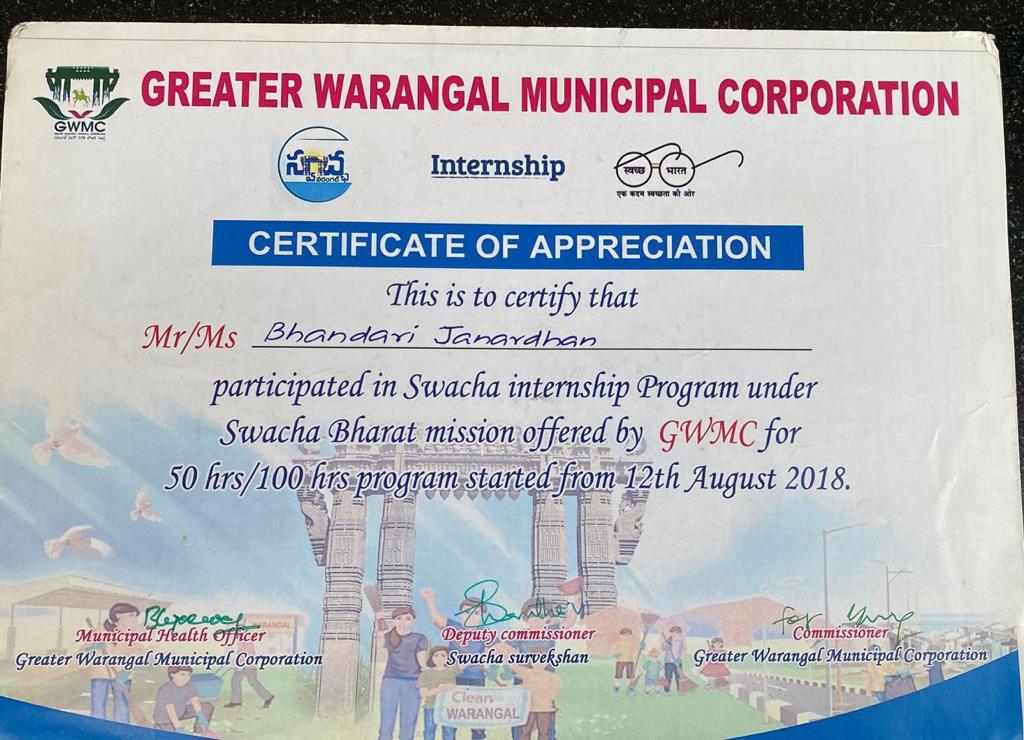 GREATER WARANGAL MUNICIPAL CORPORATION
GWMC
స్వచ్ఛ
వరంగల్
Internship
स्वच्छ भारत
एक कदम स्वच्छता की ओर
CERTIFICATE OF APPRECIATION
This is to certify that
Mr/Ms Bhandari Janardhan
participated in Swacha internship Program under
Swacha Bharat mission offered by GWMC for
50 hrs/100 hrs program started from 12th August 2018.
for
Municipal Health Officer
Greater Warangal Municipal Corporation
Deputy commissioner
Swacha survekshan
Commissioner
Greater Warangal Municipal Corporation
Clean
WARANGAL